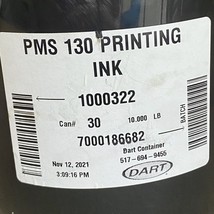 PMS 130 PRINTING
INK
1000322
Can# 30 10.000 LB
7000186682
BATCH
Dart Container
517-694-9455
Nov 12, 2021
3:09:16 PM
DART